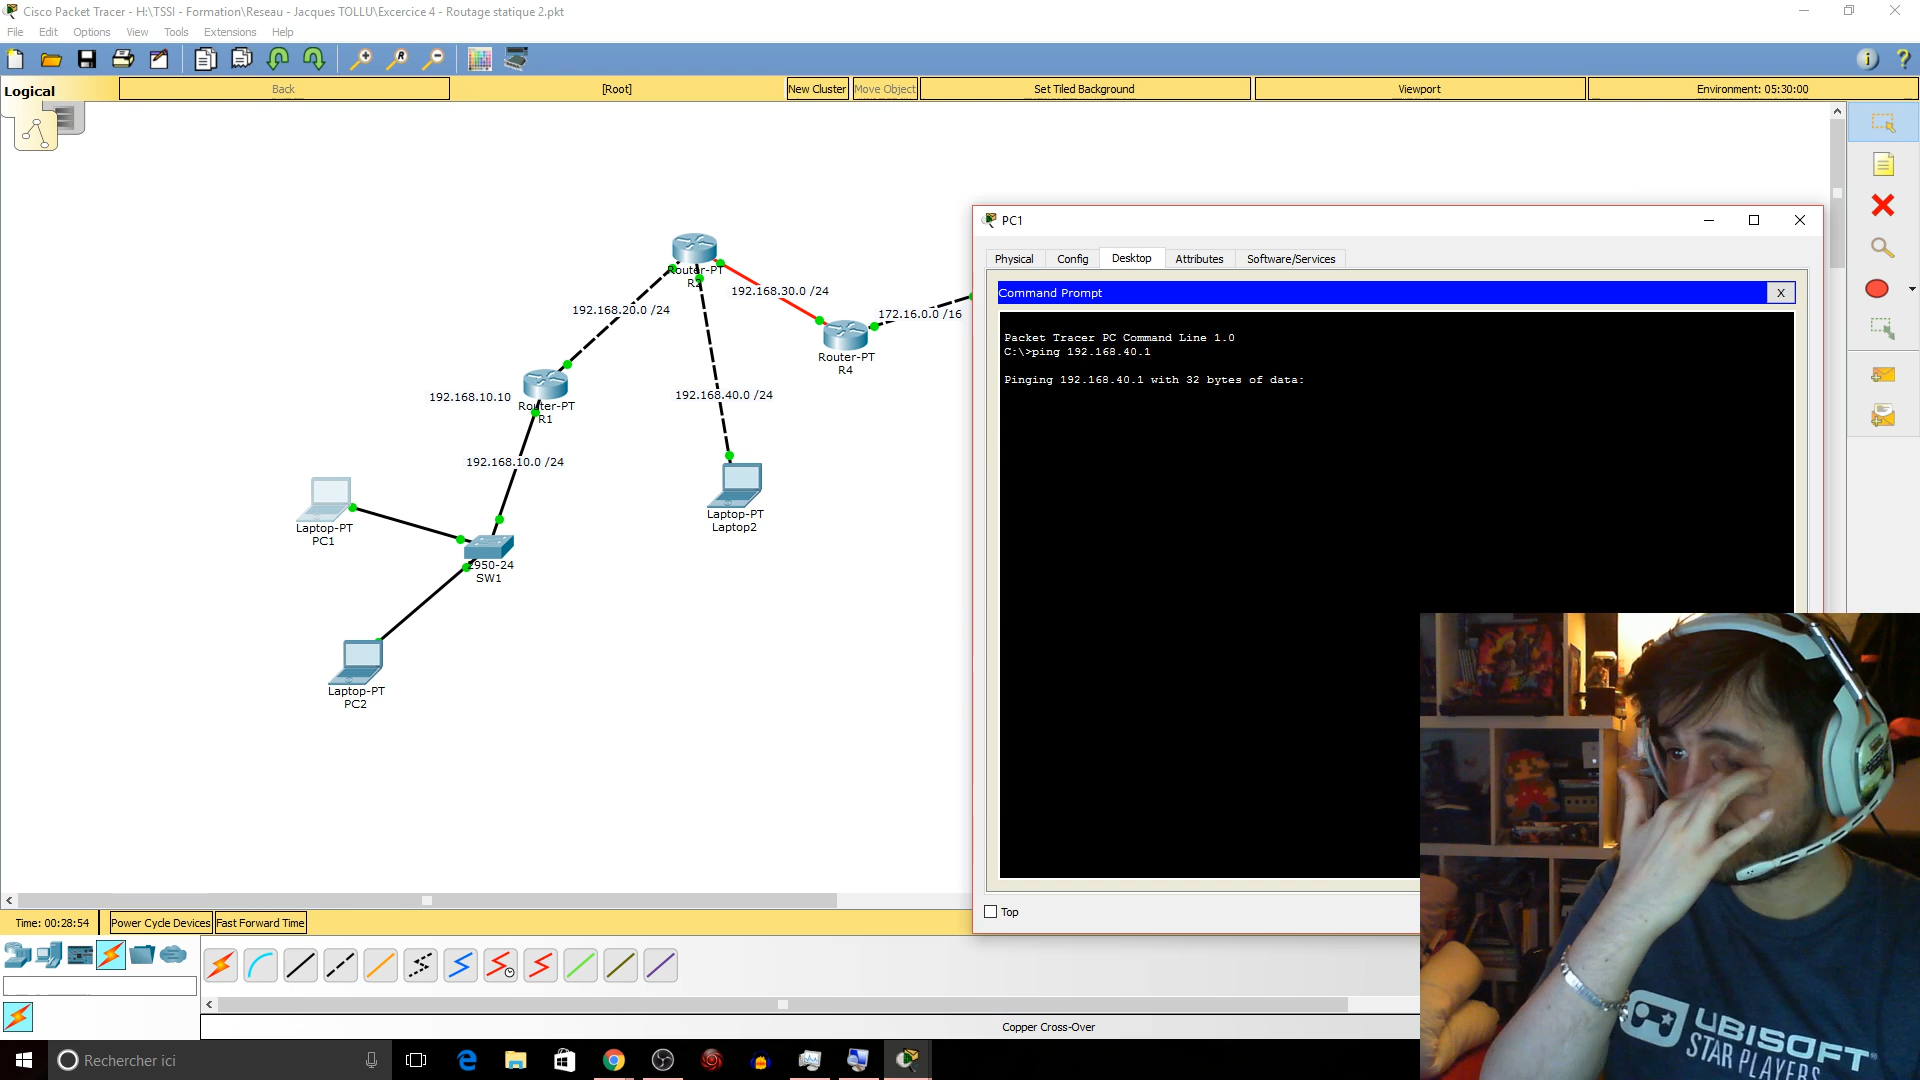 Cisco Packet Tracer - H:\TSSI - Formation\Reseau - Jacques TOLLU\Excercice 4 - Routage statique 2.pkt
File Edit Options View Tools Extensions Help
Logical Back [Root] New Cluster Move Object Set Tiled Background Viewport Environment: 05:30:00
Router-PT
R2
192.168.20.0 /24
192.168.30.0 /24
172.16.0.0 /16
Router-PT
R4
192.168.10.10
Router-PT
R1
192.168.40.0 /24
192.168.10.0 /24
Laptop-PT
PC1
Laptop-PT
Laptop2
2950-24
SW1
Laptop-PT
PC2
PC1
Physical Config Desktop Attributes Software/Services
Command Prompt X
Packet Tracer PC Command Line 1.0
C:\>ping 192.168.40.1
Pinging 192.168.40.1 with 32 bytes of data:
Top
Time: 00:28:54 Power Cycle Devices Fast Forward Time
Copper Cross-Over
Rechercher ici
UBISOFT
STAR PLAYERS